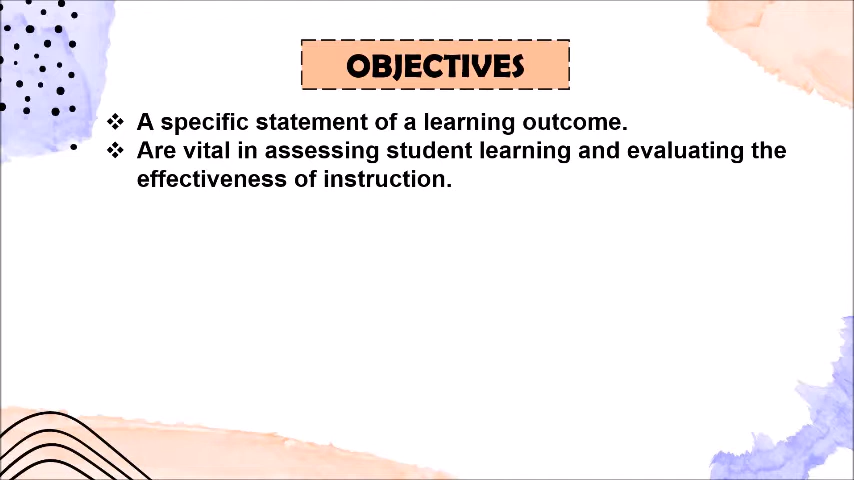 OBJECTIVES
❖ A specific statement of a learning outcome.
❖ Are vital in assessing student learning and evaluating the
effectiveness of instruction.